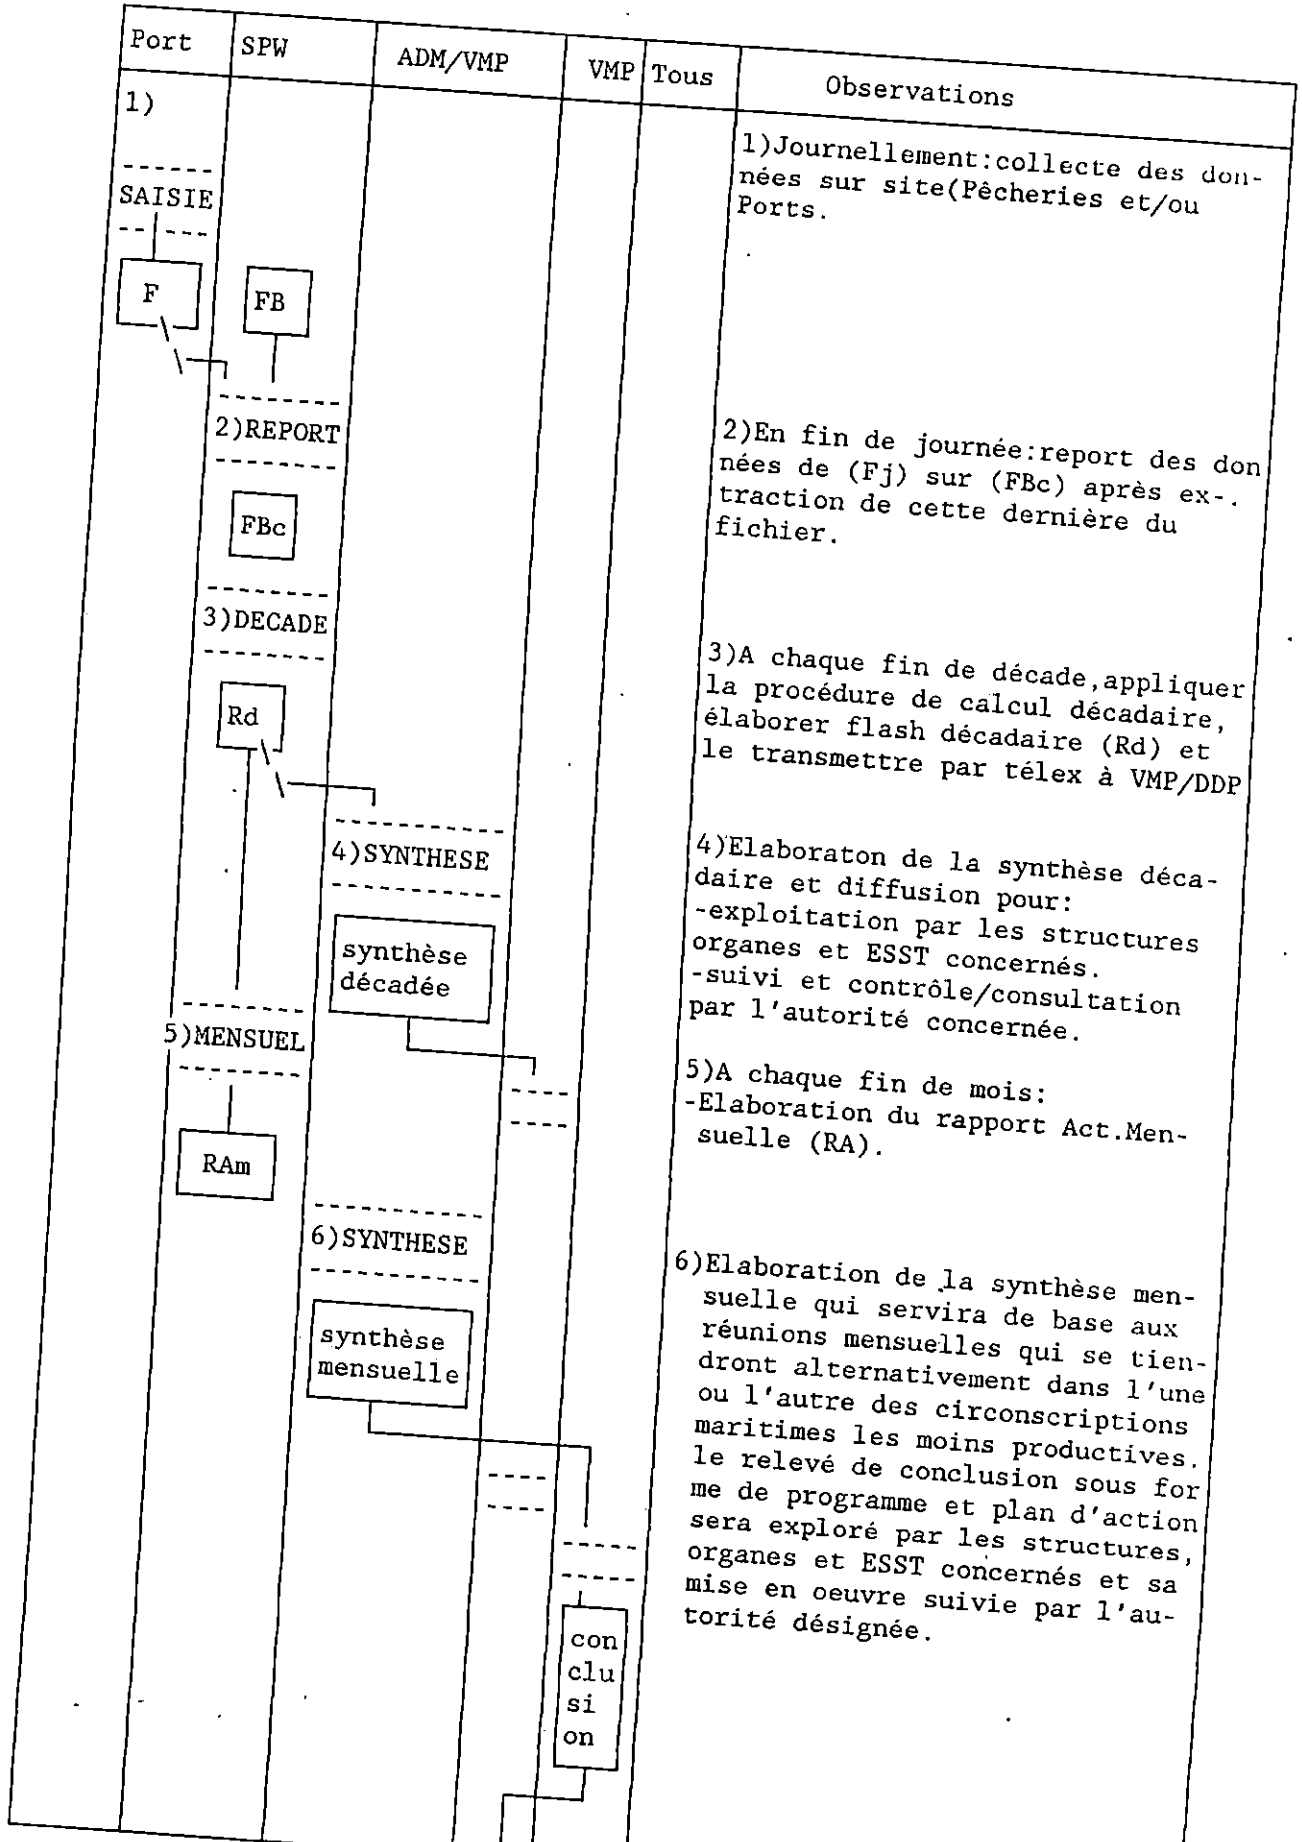 Port SPW ADM/VMP VMP Tous Observations
1)
1)Journellement:collecte des don-
nées sur site(Pêcheries et/ou
Ports.
SAISIE
F
FB
2)REPORT
2)En fin de journée:report des don
nées de (Fj) sur (FBc) après ex-.
traction de cette dernière du
fichier.
FBc
3)DECADE
3)A chaque fin de décade,appliquer
la procédure de calcul décadaire,
élaborer flash décadaire (Rd) et
le transmettre par télex à VMP/DDP
Rd
4)SYNTHESE
4)Elaboraton de la synthèse déca-
daire et diffusion pour:
-exploitation par les structures
organes et ESST concernés.
-suivi et contrôle/consultation
par l'autorité concernée.
synthèse
décadée
5)MENSUEL
5)A chaque fin de mois:
-Elaboration du rapport Act.Men-
suelle (RA).
RAm
6)SYNTHESE
6)Elaboration de la synthèse men-
suelle qui servira de base aux
réunions mensuelles qui se tien-
dront alternativement dans l'une
ou l'autre des circonscriptions
maritimes les moins productives.
le relevé de conclusion sous for
me de programme et plan d'action
sera exploré par les structures,
organes et ESST concernés et sa
mise en oeuvre suivie par l'au-
torité désignée.
synthèse
mensuelle
con
clu
si
on